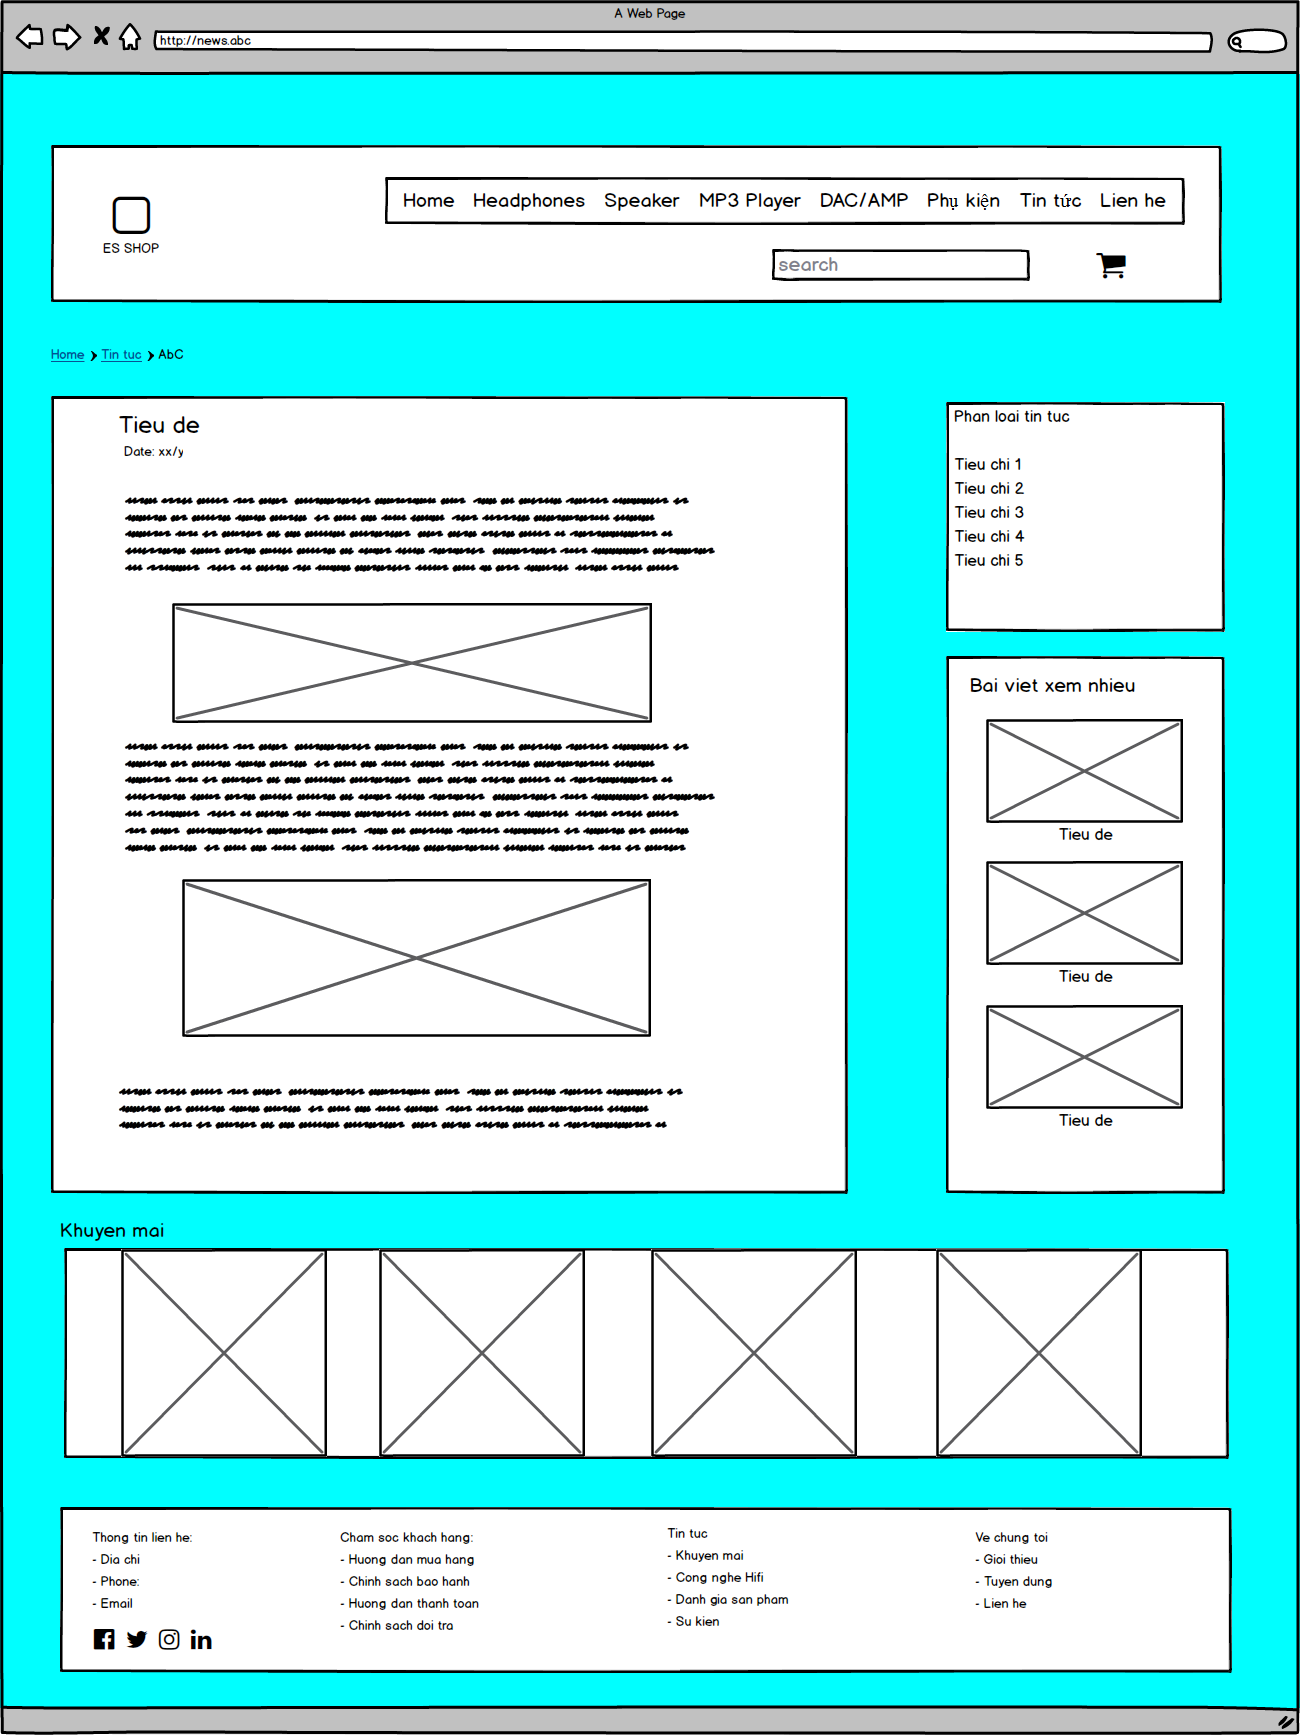 A Web Page
http://news.abc
Home Headphones Speaker MP3 Player DAC/AMP Phụ kiện Tin tức Lien he
ES SHOP
search
Home Tin tuc AbC
Tieu de
Date: xx/y
Phan loai tin tuc
Tieu chi 1
Tieu chi 2
Tieu chi 3
Tieu chi 4
Tieu chi 5
Bai viet xem nhieu
Tieu de
Tieu de
Tieu de
Khuyen mai
Thong tin lien he:
- Dia chi
- Phone:
- Email
Cham soc khach hang:
- Huong dan mua hang
- Chinh sach bao hanh
- Huong dan thanh toan
- Chinh sach doi tra
Tin tuc
- Khuyen mai
- Cong nghe Hifi
- Danh gia san pham
- Su kien
Ve chung toi
- Gioi thieu
- Tuyen dung
- Lien he